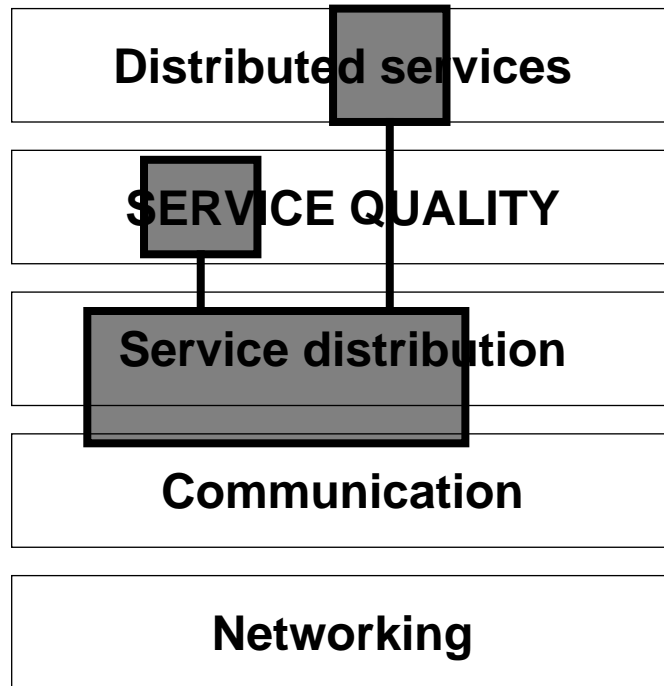 Distributed services
SERVICE QUALITY
Service distribution
Communication
Networking